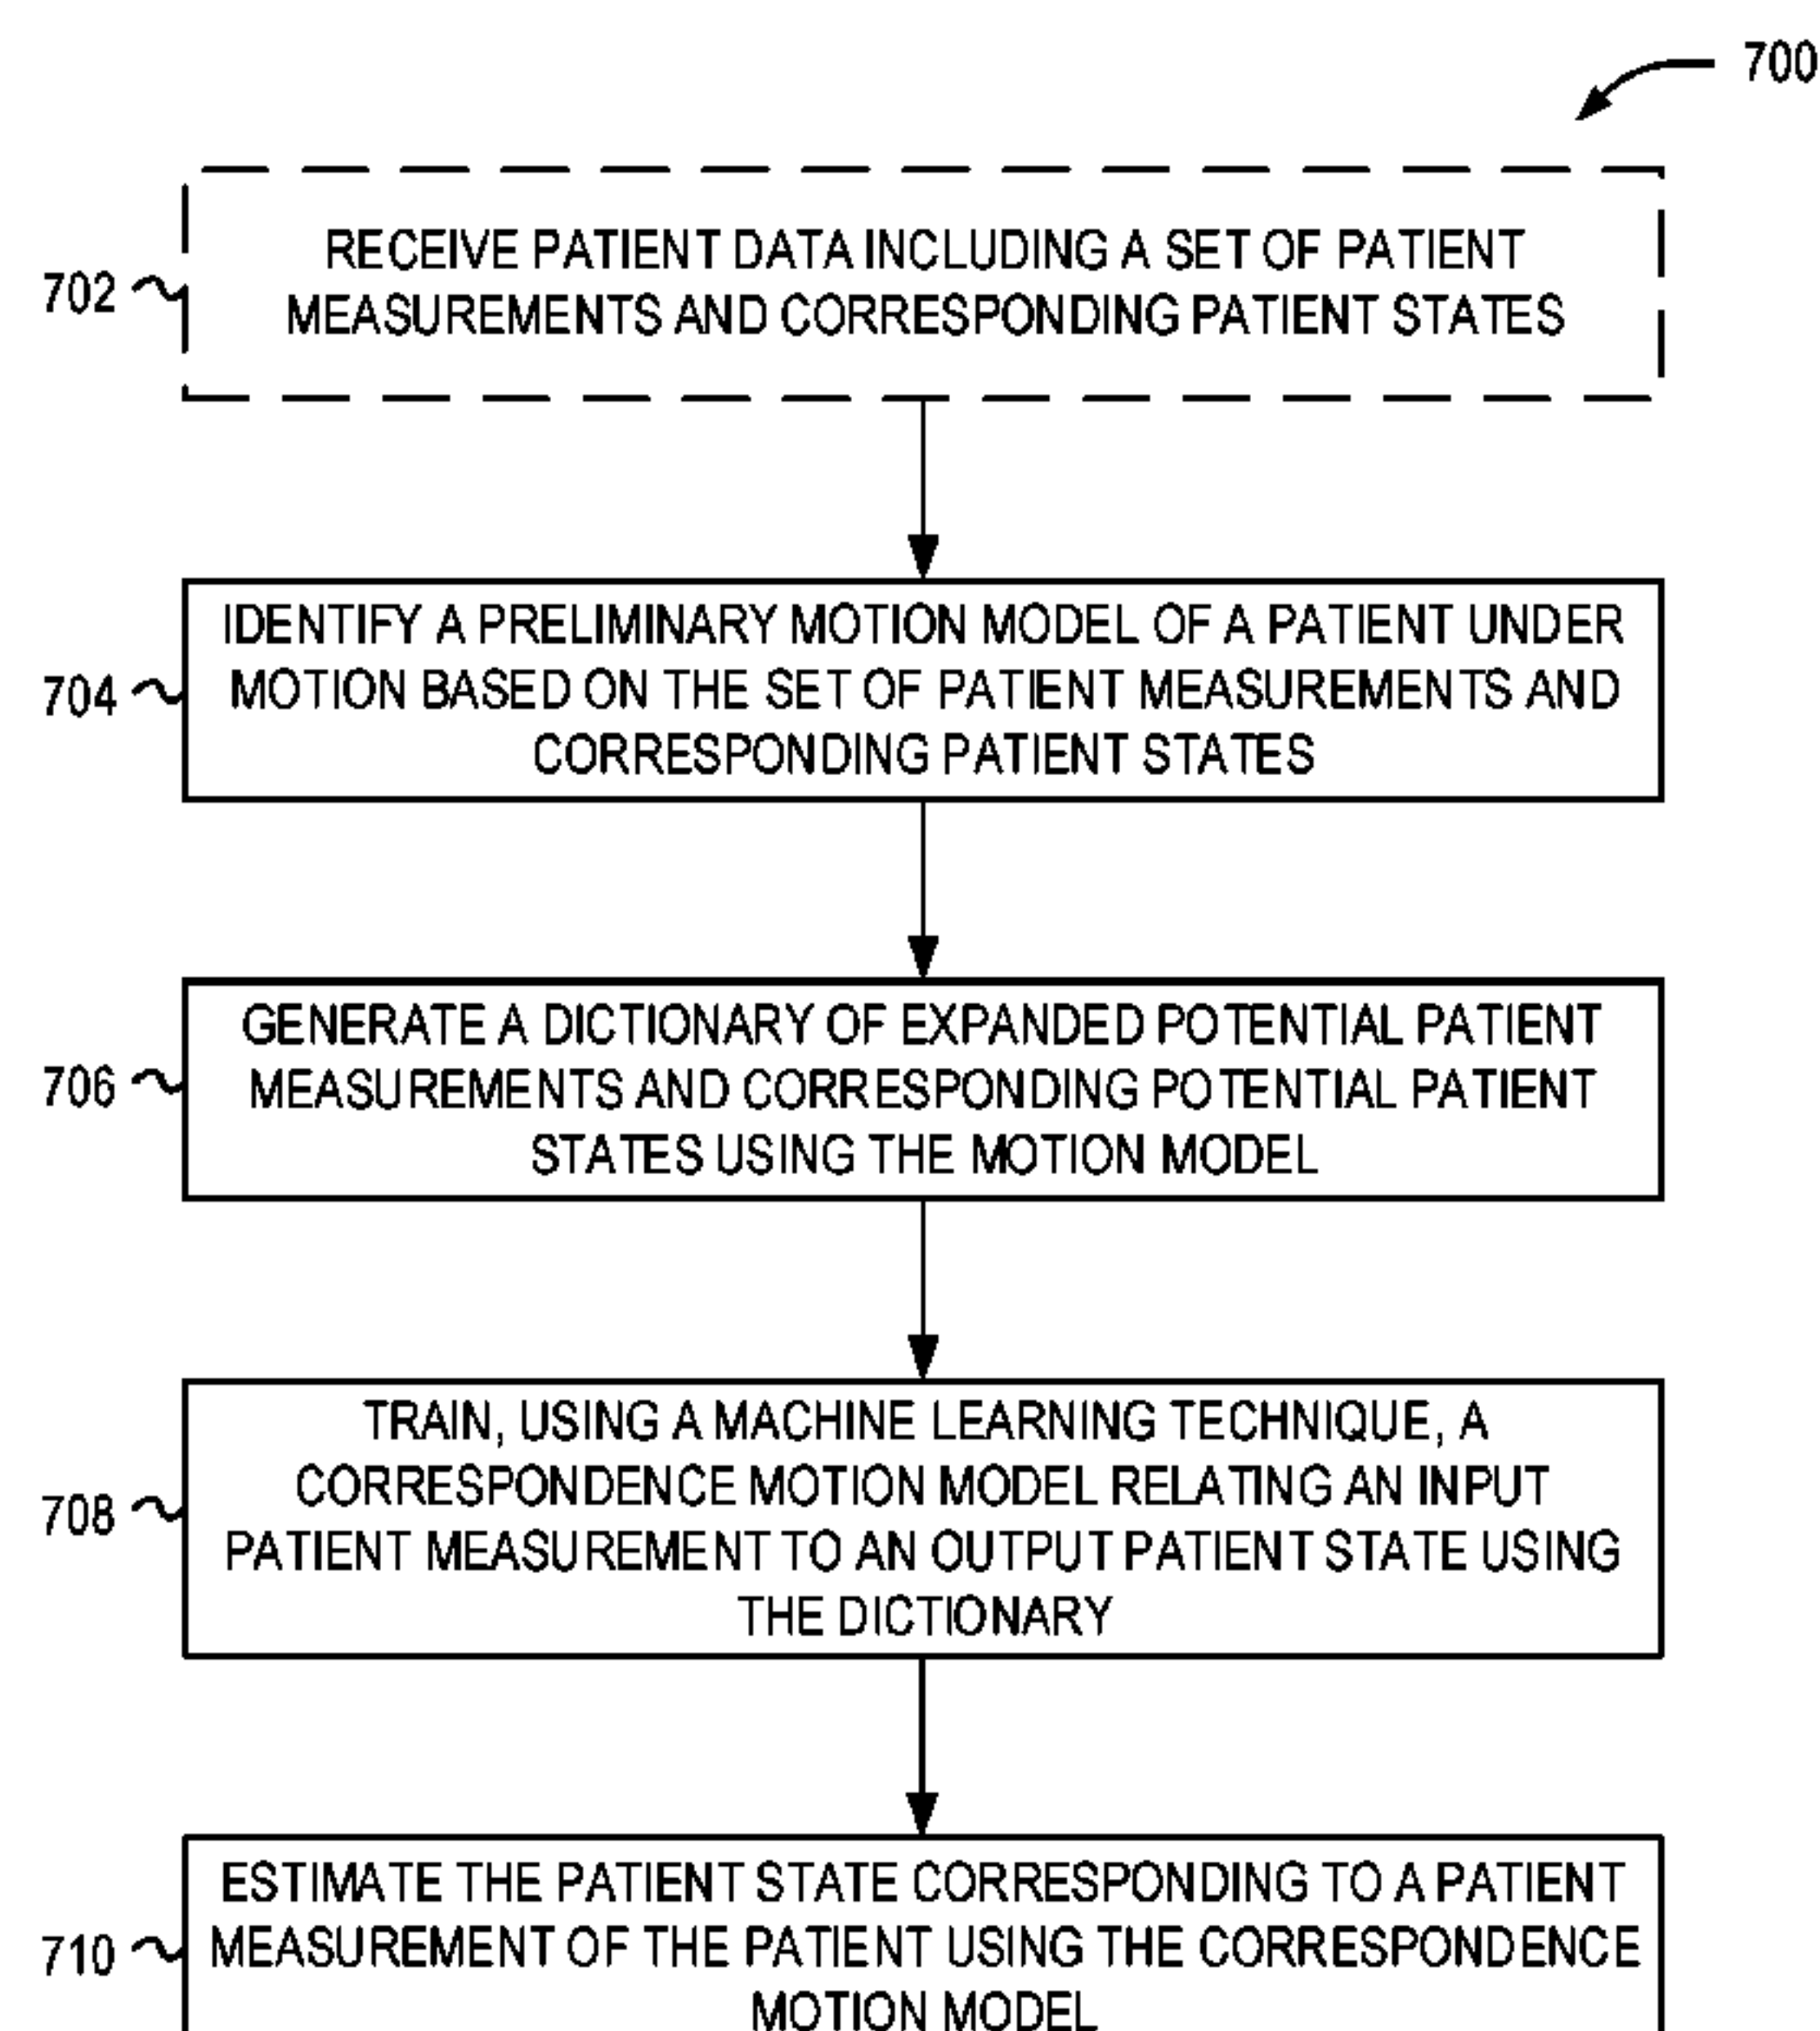 700
702
RECEIVE PATIENT DATA INCLUDING A SET OF PATIENT
MEASUREMENTS AND CORRESPONDING PATIENT STATES
704
IDENTIFY A PRELIMINARY MOTION MODEL OF A PATIENT UNDER
MOTION BASED ON THE SET OF PATIENT MEASUREMENTS AND
CORRESPONDING PATIENT STATES
706
GENERATE A DICTIONARY OF EXPANDED POTENTIAL PATIENT
MEASUREMENTS AND CORRESPONDING POTENTIAL PATIENT
STATES USING THE MOTION MODEL
708
TRAIN, USING A MACHINE LEARNING TECHNIQUE, A
CORRESPONDENCE MOTION MODEL RELATING AN INPUT
PATIENT MEASUREMENT TO AN OUTPUT PATIENT STATE USING
THE DICTIONARY
710
ESTIMATE THE PATIENT STATE CORRESPONDING TO A PATIENT
MEASUREMENT OF THE PATIENT USING THE CORRESPONDENCE
MOTION MODEL